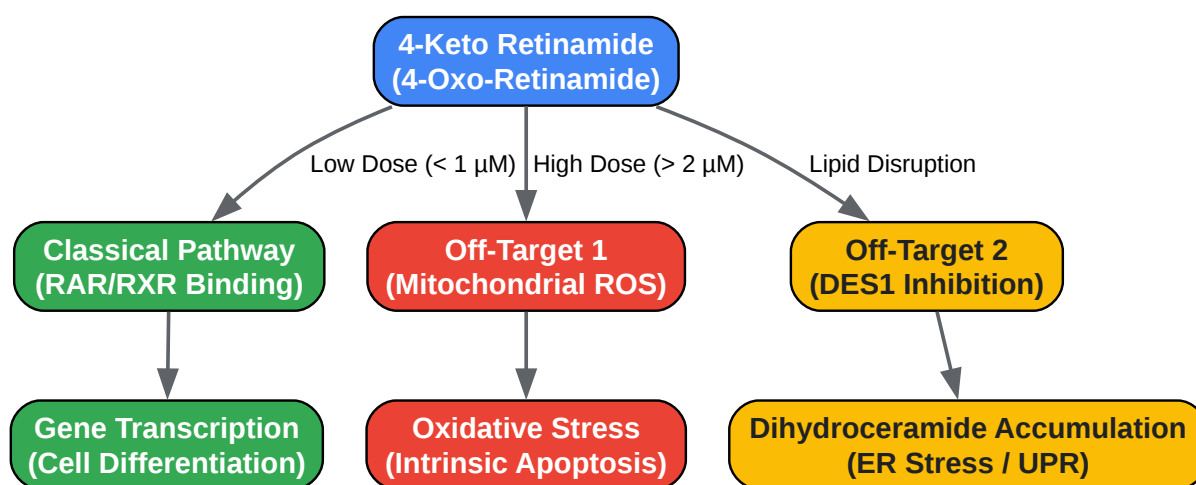 4-Keto Retinamide
(4-Oxo-Retinamide)
Low Dose (< 1 µM)
High Dose (> 2 µM)
Lipid Disruption
Classical Pathway
(RAR/RXR Binding)
Off-Target 1
(Mitochondrial ROS)
Off-Target 2
(DES1 Inhibition)
Gene Transcription
(Cell Differentiation)
Oxidative Stress
(Intrinsic Apoptosis)
Dihydroceramide Accumulation
(ER Stress / UPR)